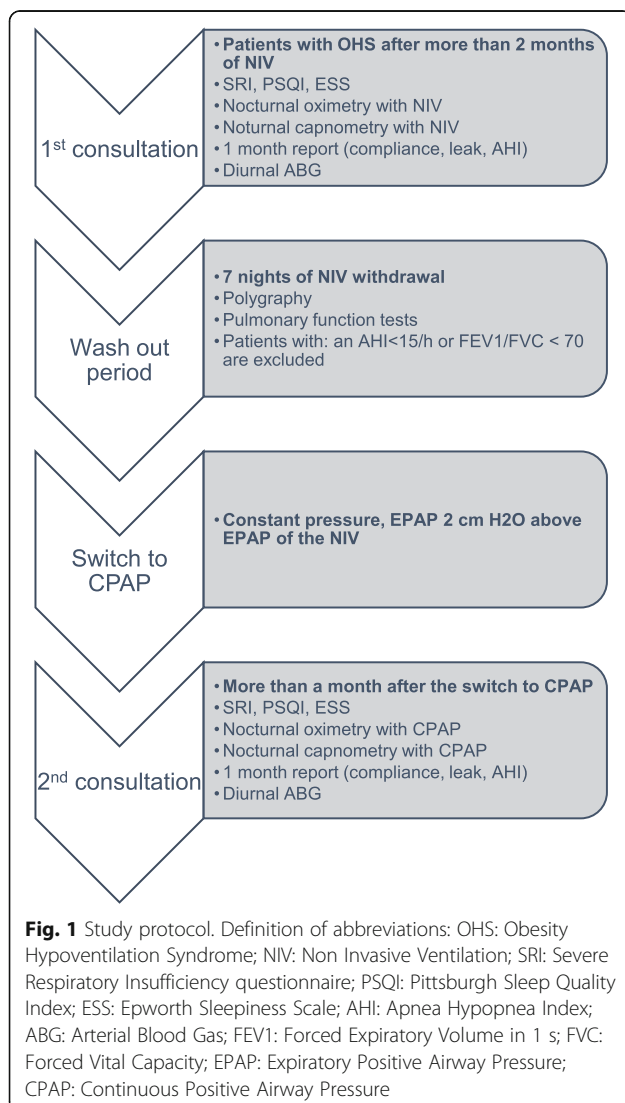 • Patients with OHS after more than 2 months
of NIV
• SRI, PSQI, ESS
• Nocturnal oximetry with NIV
• Noturnal capnometry with NIV
• 1 month report (compliance, leak, AHI)
• Diurnal ABG
1st consultation
• 7 nights of NIV withdrawal
• Polygraphy
• Pulmonary function tests
• Patients with: an AHI<15/h or FEV1/FVC < 70
are excluded
Wash out
period
• Constant pressure, EPAP 2 cm H2O above
EPAP of the NIV
Switch to
CPAP
• More than a month after the switch to CPAP
• SRI, PSQI, ESS
• Nocturnal oximetry with CPAP
• Nocturnal capnometry with CPAP
• 1 month report (compliance, leak, AHI)
• Diurnal ABG
2nd consultation
Fig. 1 Study protocol. Definition of abbreviations: OHS: Obesity
Hypoventilation Syndrome; NIV: Non Invasive Ventilation; SRI: Severe
Respiratory Insufficiency questionnaire; PSQI: Pittsburgh Sleep Quality
Index; ESS: Epworth Sleepiness Scale; AHI: Apnea Hypopnea Index;
ABG: Arterial Blood Gas; FEV1: Forced Expiratory Volume in 1 s; FVC:
Forced Vital Capacity; EPAP: Expiratory Positive Airway Pressure;
CPAP: Continuous Positive Airway Pressure